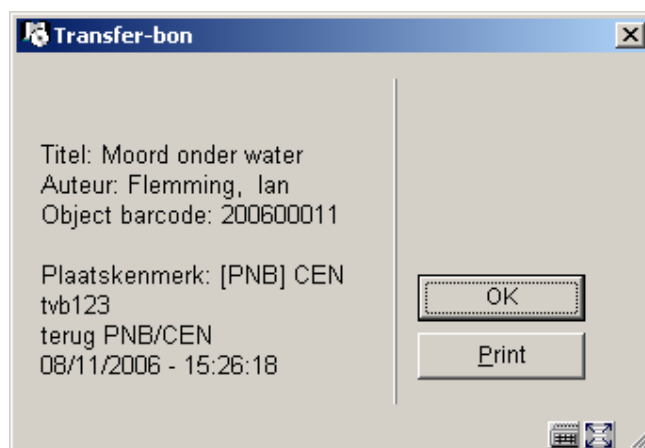 Transfer-bon
Titel: Moord onder water
Auteur: Flemming, Ian
Object barcode: 200600011
Plaatskenmerk: [PNB] CEN
tvb123
terug PNB/CEN
08/11/2006 - 15:26:18
OK
Print